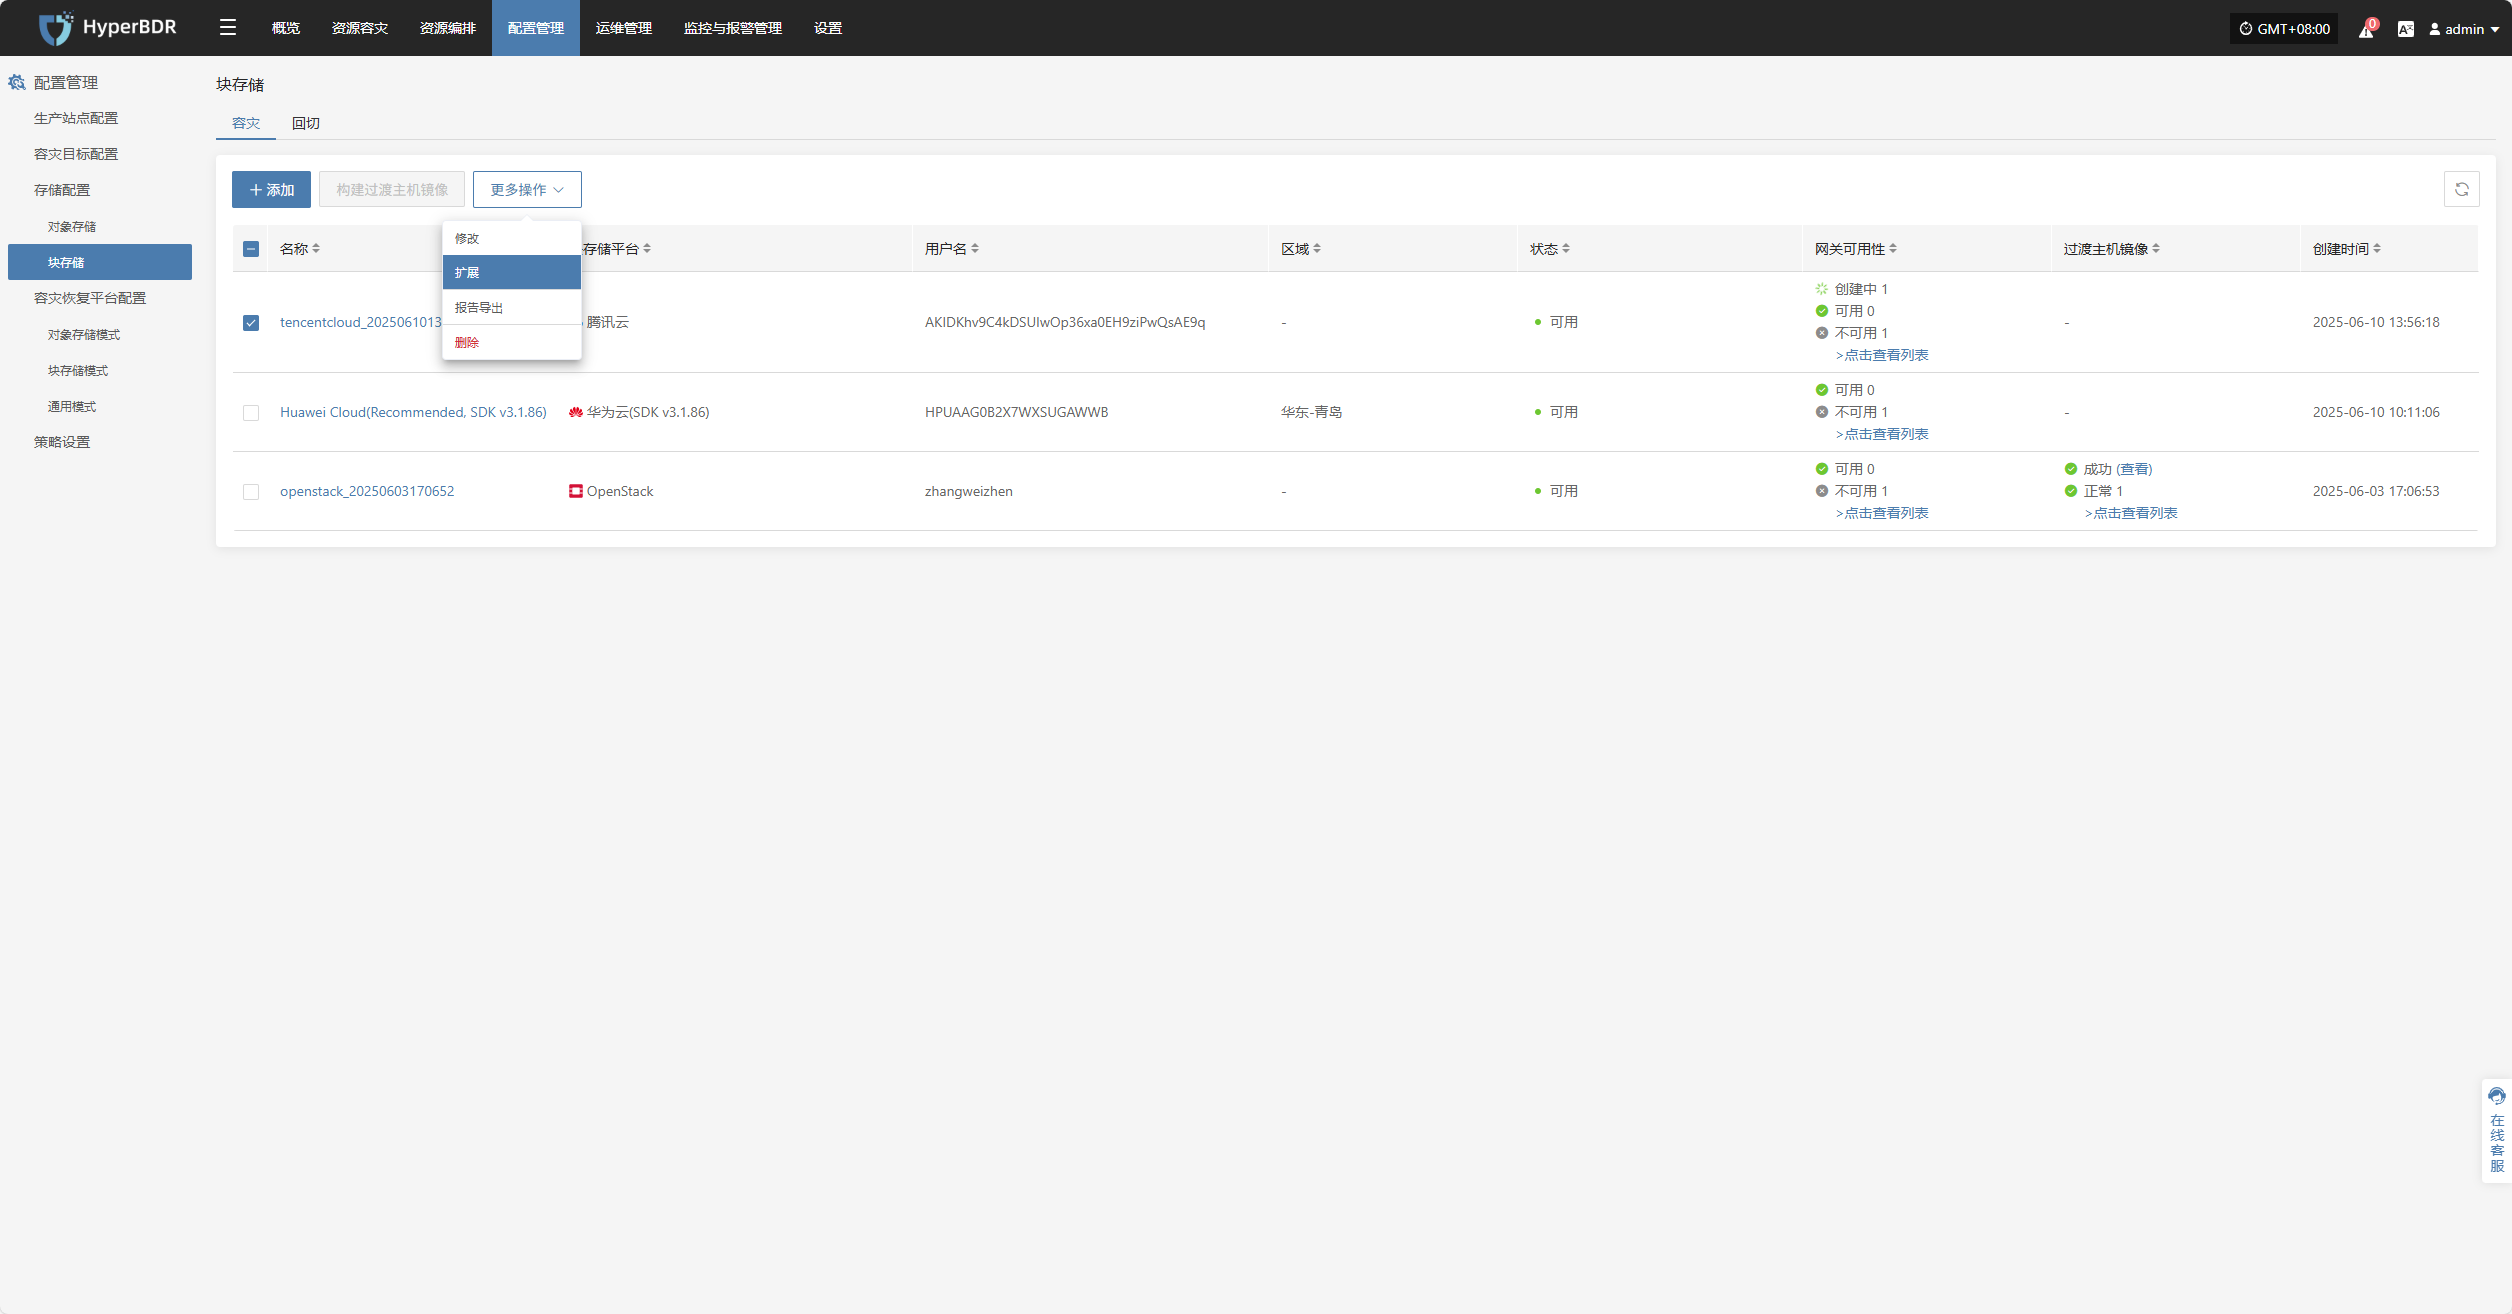 HyperBDR
概览
资源容灾
资源编排
配置管理
运维管理
监控与报警管理
设置
GMT+08:00
0
admin
配置管理
生产站点配置
容灾目标配置
存储配置
对象存储
块存储
容灾恢复平台配置
对象存储模式
块存储模式
通用模式
策略设置
块存储
容灾
回切
添加
构建过渡主机镜像
更多操作
修改
扩展
报告导出
删除
名称
存储平台
用户名
区域
状态
网关可用性
过渡主机镜像
创建时间
tencentcloud_2025061013
腾讯云
AKIDKhv9C4kDSUIwOp36xa0EH9ziPwQsAE9q
-
可用
创建中 1
可用 0
不可用 1
>点击查看列表
-
2025-06-10 13:56:18
Huawei Cloud(Recommended, SDK v3.1.86)
华为云(SDK v3.1.86)
HPUAAG0B2X7WXSUGAWWB
华东-青岛
可用
可用 0
不可用 1
>点击查看列表
-
2025-06-10 10:11:06
openstack_20250603170652
OpenStack
zhangweizhen
-
可用
可用 0
不可用 1
>点击查看列表
成功 (查看)
正常 1
>点击查看列表
2025-06-03 17:06:53
在线客服